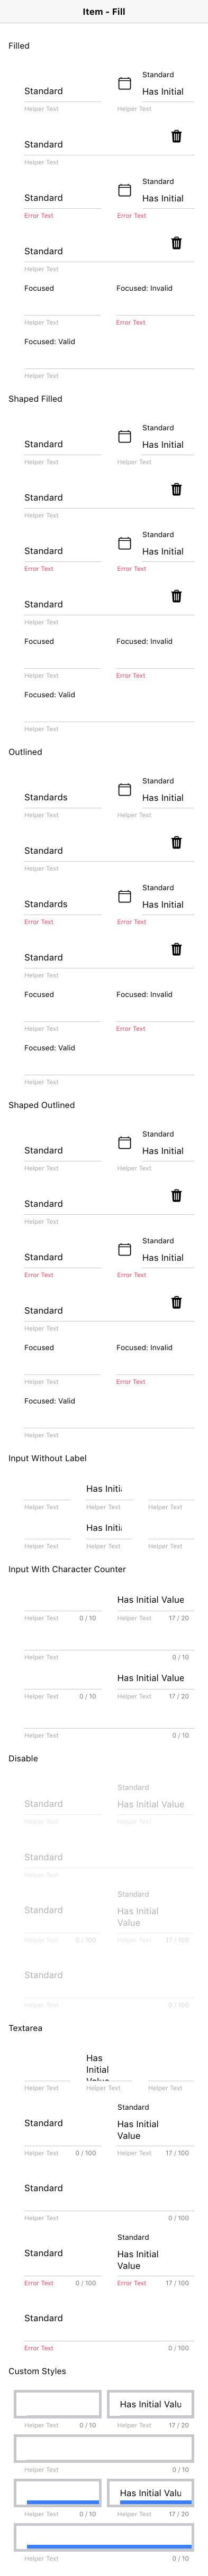 Item - Fill
Filled
Standard
Standard Has Initial
Helper Text Helper Text
Standard
Helper Text
Standard
Standard Has Initial
Error Text Error Text
Standard
Helper Text
Focused Focused: Invalid
Helper Text Error Text
Focused: Valid
Helper Text
Shaped Filled
Standard
Standard Has Initial
Helper Text Helper Text
Standard
Helper Text
Standard
Standard Has Initial
Error Text Error Text
Standard
Helper Text
Focused Focused: Invalid
Helper Text Error Text
Focused: Valid
Helper Text
Outlined
Standard
Standards Has Initial
Helper Text Helper Text
Standard
Helper Text
Standard
Standards Has Initial
Error Text Error Text
Standard
Helper Text
Focused Focused: Invalid
Helper Text Error Text
Focused: Valid
Helper Text
Shaped Outlined
Standard
Standard Has Initial
Helper Text Helper Text
Standard
Helper Text
Standard
Standard Has Initial
Error Text Error Text
Standard
Helper Text
Focused Focused: Invalid
Helper Text Error Text
Focused: Valid
Helper Text
Input Without Label
Has Initi
Helper Text Helper Text Helper Text
Has Initi
Helper Text Helper Text Helper Text
Input With Character Counter
Has Initial Value
Helper Text 0 / 10 Helper Text 17 / 20
Helper Text 0 / 10
Has Initial Value
Helper Text 0 / 10 Helper Text 17 / 20
Helper Text 0 / 10
Disable
Standard
Standard Has Initial Value
Helper Text Helper Text
Standard
Helper Text
Standard
Standard Has Initial
Value
Helper Text 0 / 100 Helper Text 17 / 100
Standard
Helper Text 0 / 100
Textarea
Has
Initial
Value
Helper Text Helper Text Helper Text
Standard
Standard Has Initial
Value
Helper Text 0 / 100 Helper Text 17 / 100
Standard
Helper Text 0 / 100
Standard
Standard Has Initial
Value
Error Text 0 / 100 Error Text 17 / 100
Standard
Error Text 0 / 100
Custom Styles
Has Initial Valu
Helper Text 0 / 10 Helper Text 17 / 20
Helper Text 0 / 10
Has Initial Valu
Helper Text 0 / 10 Helper Text 17 / 20
Helper Text 0 / 10